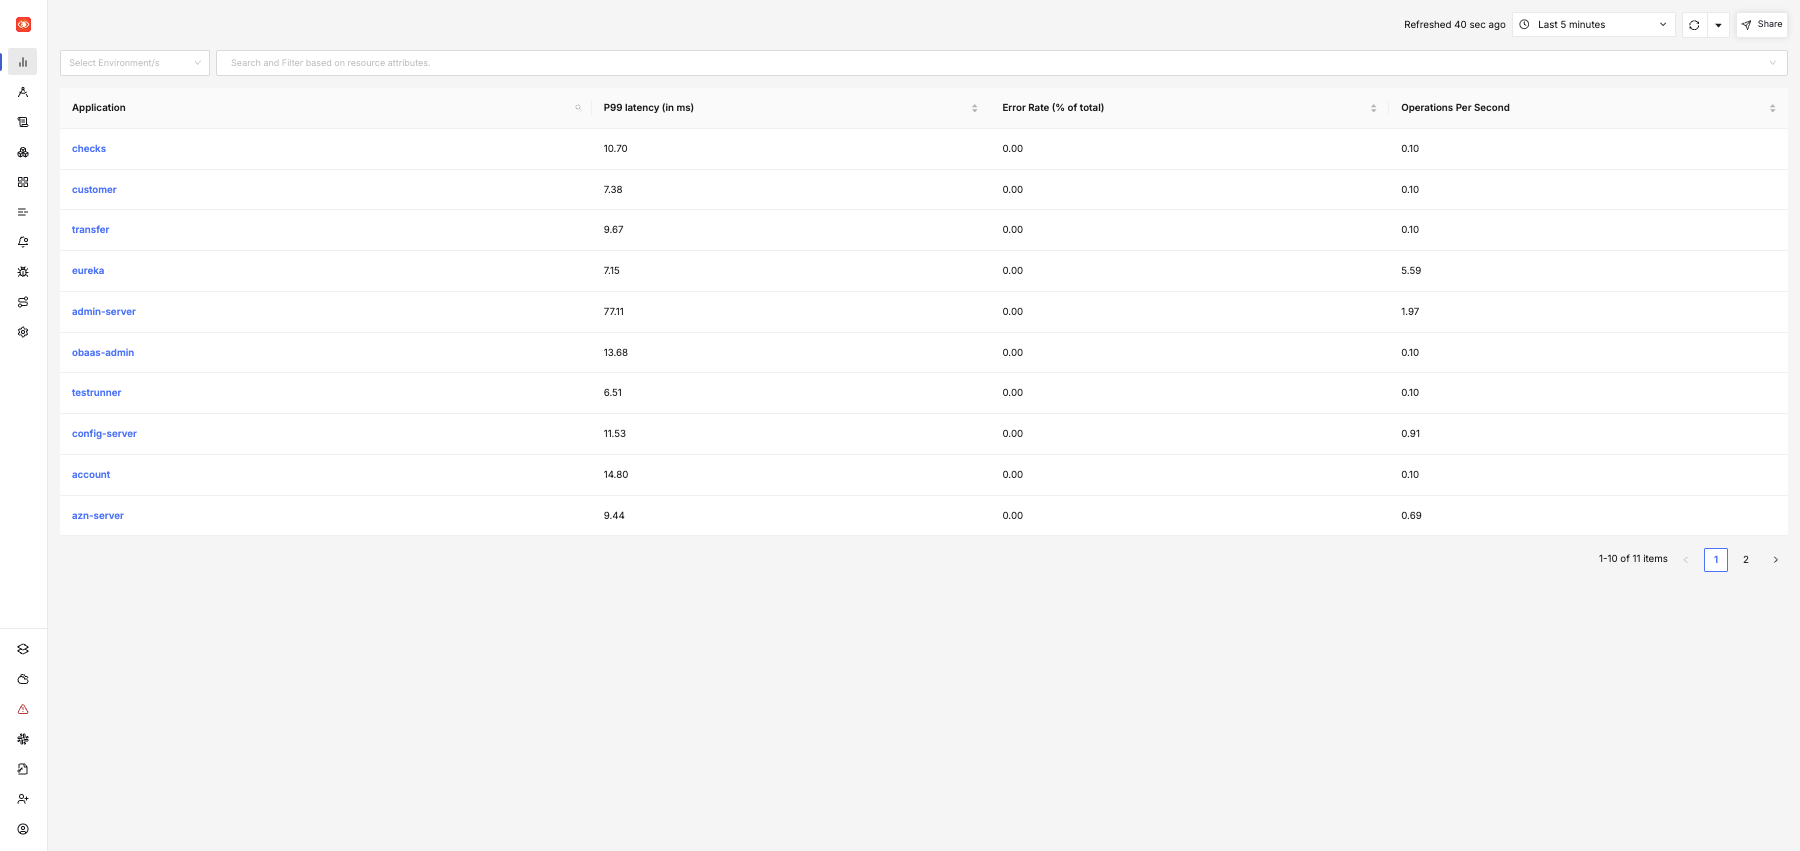 Refreshed 40 sec ago Last 5 minutes Share
Select Environment/s Search and Filter based on resource attributes.
Application P99 latency (in ms) Error Rate (% of total) Operations Per Second
checks 10.70 0.00 0.10
customer 7.38 0.00 0.10
transfer 9.67 0.00 0.10
eureka 7.15 0.00 5.59
admin-server 77.11 0.00 1.97
obaas-admin 13.68 0.00 0.10
testrunner 6.51 0.00 0.10
config-server 11.53 0.00 0.91
account 14.80 0.00 0.10
azn-server 9.44 0.00 0.69
1-10 of 11 items 1 2